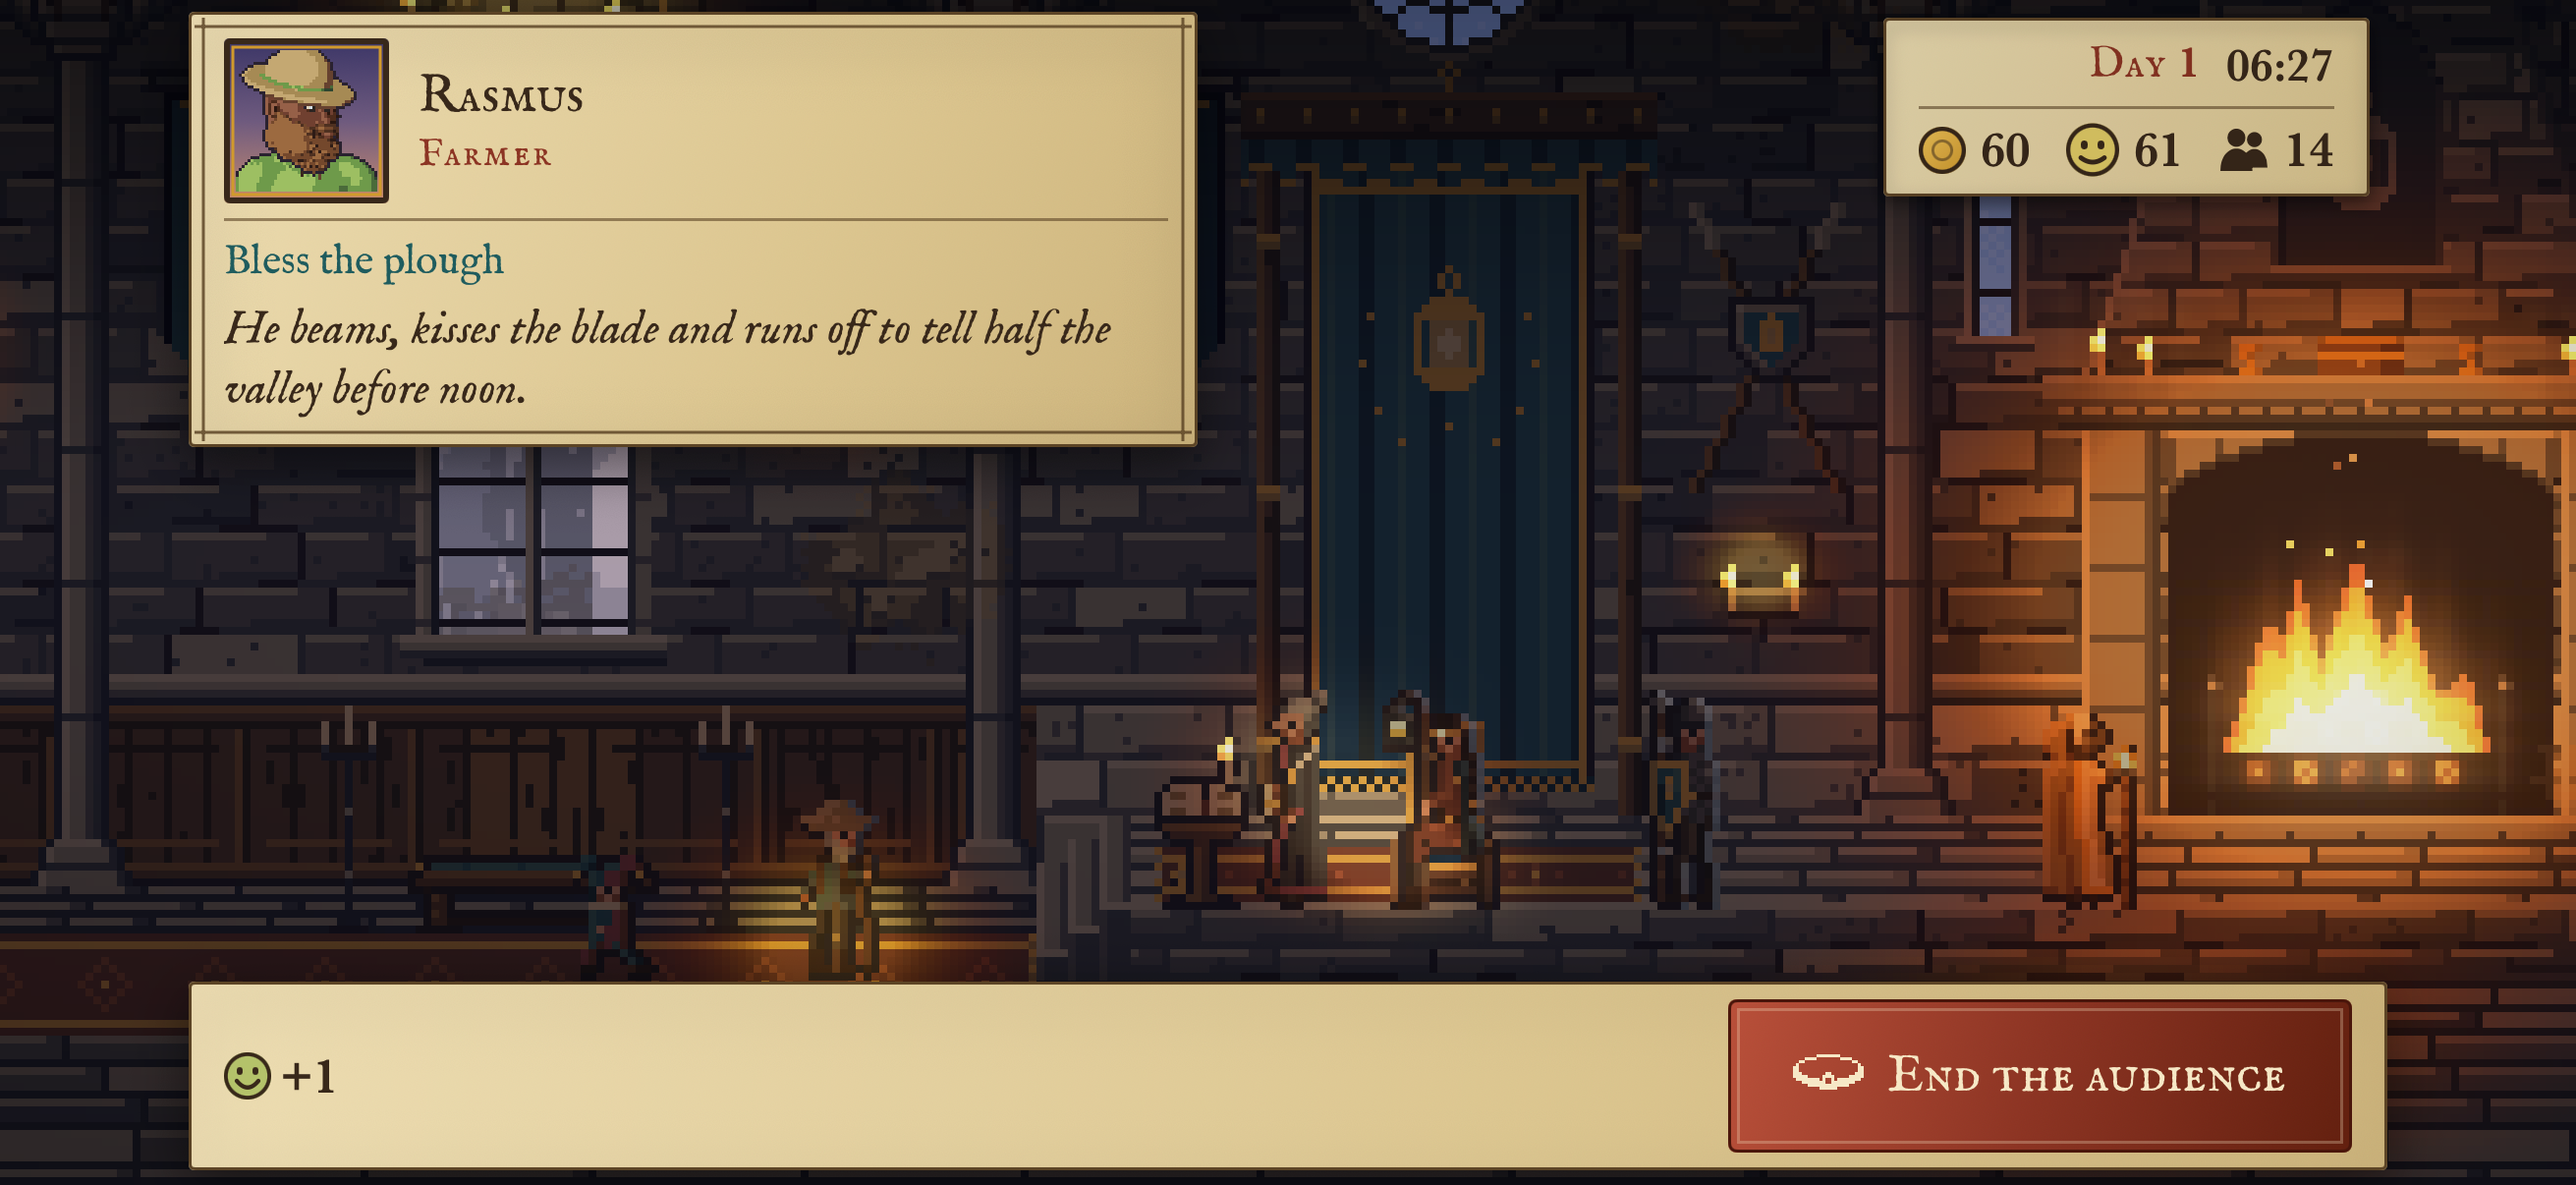 Rasmus
Farmer
Bless the plough
He beams, kisses the blade and runs off to tell half the
valley before noon.
Day 1 06:27
60 61 14
+1
End the audience